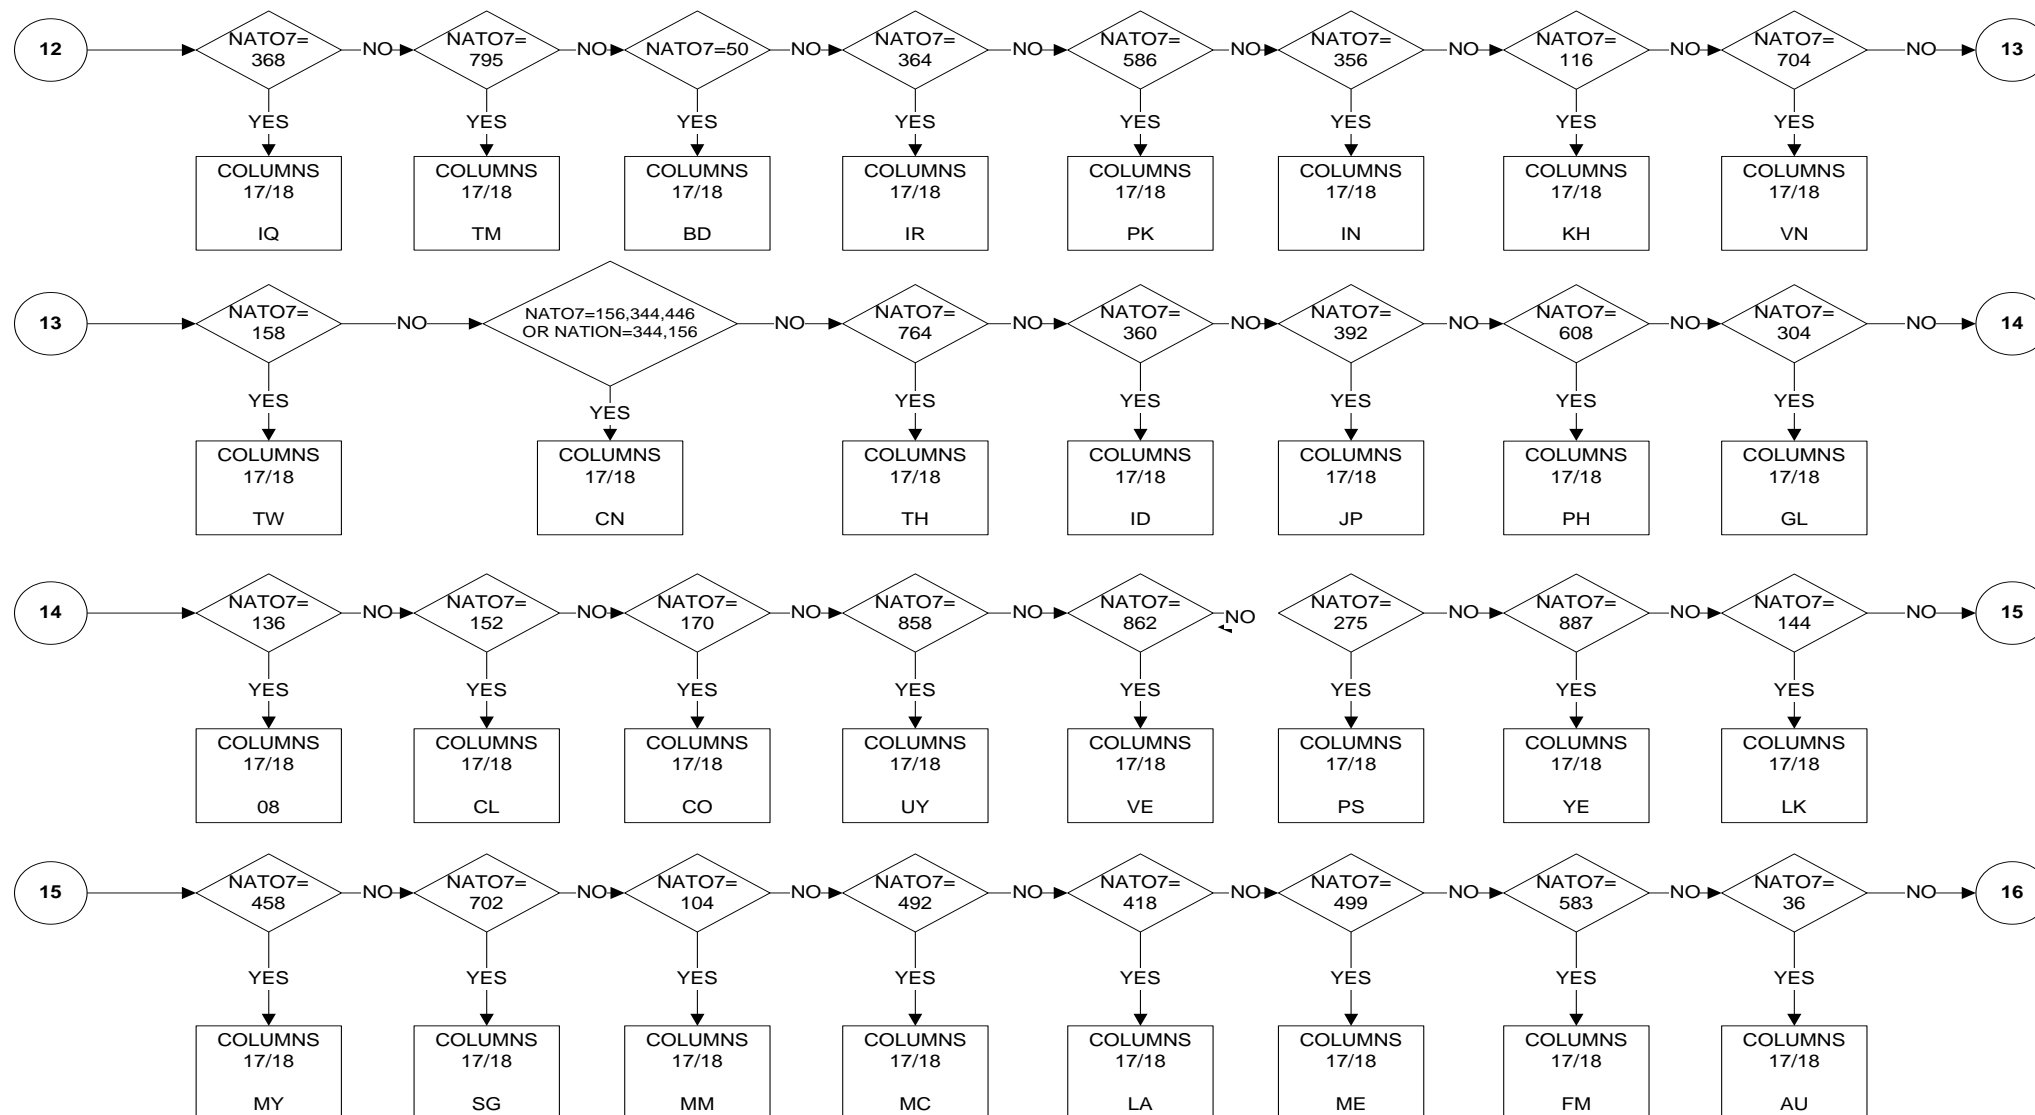 12
NATO7=
368
NO
NATO7=
795
NO
NATO7=50
NO
NATO7=
364
NO
NATO7=
586
NO
NATO7=
356
NO
NATO7=
116
NO
NATO7=
704
NO
13
YES
YES
YES
YES
YES
YES
YES
YES
COLUMNS
17/18
IQ
COLUMNS
17/18
TM
COLUMNS
17/18
BD
COLUMNS
17/18
IR
COLUMNS
17/18
PK
COLUMNS
17/18
IN
COLUMNS
17/18
KH
COLUMNS
17/18
VN
13
NATO7=
158
NO
NATO7=156,344,446
OR NATION=344,156
NO
NATO7=
764
NO
NATO7=
360
NO
NATO7=
392
NO
NATO7=
608
NO
NATO7=
304
NO
14
YES
YES
YES
YES
YES
YES
YES
COLUMNS
17/18
TW
COLUMNS
17/18
CN
COLUMNS
17/18
TH
COLUMNS
17/18
ID
COLUMNS
17/18
JP
COLUMNS
17/18
PH
COLUMNS
17/18
GL
14
NATO7=
136
NO
NATO7=
152
NO
NATO7=
170
NO
NATO7=
858
NO
NATO7=
862
NO
NATO7=
275
NO
NATO7=
887
NO
NATO7=
144
NO
15
YES
YES
YES
YES
YES
YES
YES
YES
COLUMNS
17/18
08
COLUMNS
17/18
CL
COLUMNS
17/18
CO
COLUMNS
17/18
UY
COLUMNS
17/18
VE
COLUMNS
17/18
PS
COLUMNS
17/18
YE
COLUMNS
17/18
LK
15
NATO7=
458
NO
NATO7=
702
NO
NATO7=
104
NO
NATO7=
492
NO
NATO7=
418
NO
NATO7=
499
NO
NATO7=
583
NO
NATO7=
36
NO
16
YES
YES
YES
YES
YES
YES
YES
YES
COLUMNS
17/18
MY
COLUMNS
17/18
SG
COLUMNS
17/18
MM
COLUMNS
17/18
MC
COLUMNS
17/18
LA
COLUMNS
17/18
ME
COLUMNS
17/18
FM
COLUMNS
17/18
AU